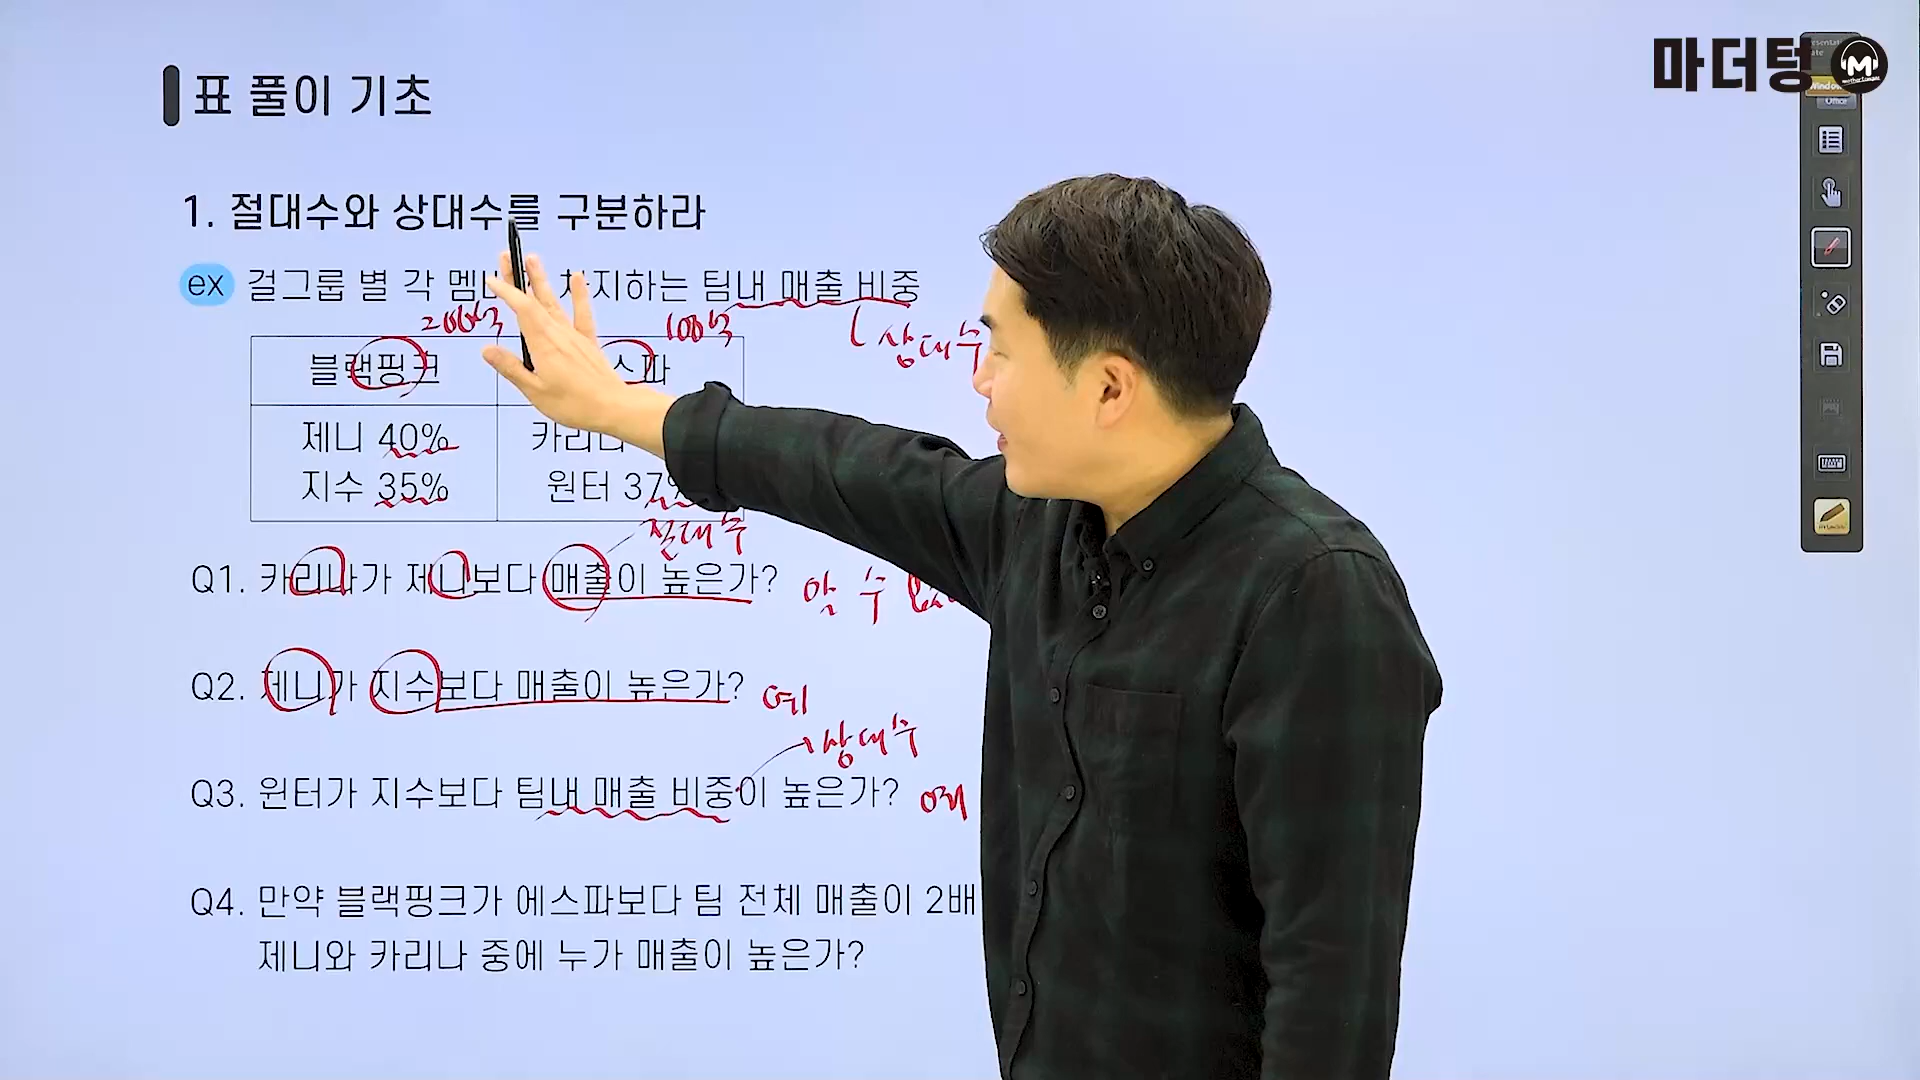 마더텅
표 풀이 기초
1. 절대수와 상대수를 구분하라
ex 걸그룹 별 각 차지하는 팀내 매출 비중
200억 100억 상대수
블랙핑크
제니 40% 카리나
지수 35% 윈터 37%
절대수
Q1. 카리나가 제니보다 매출이 높은가? 알 수
Q2. 제니가 지수보다 매출이 높은가? 예
상대수
Q3. 윈터가 지수보다 팀내 매출 비중이 높은가? 예
Q4. 만약 블랙핑크가 에스파보다 팀 전체 매출이 2배
제니와 카리나 중에 누가 매출이 높은가?